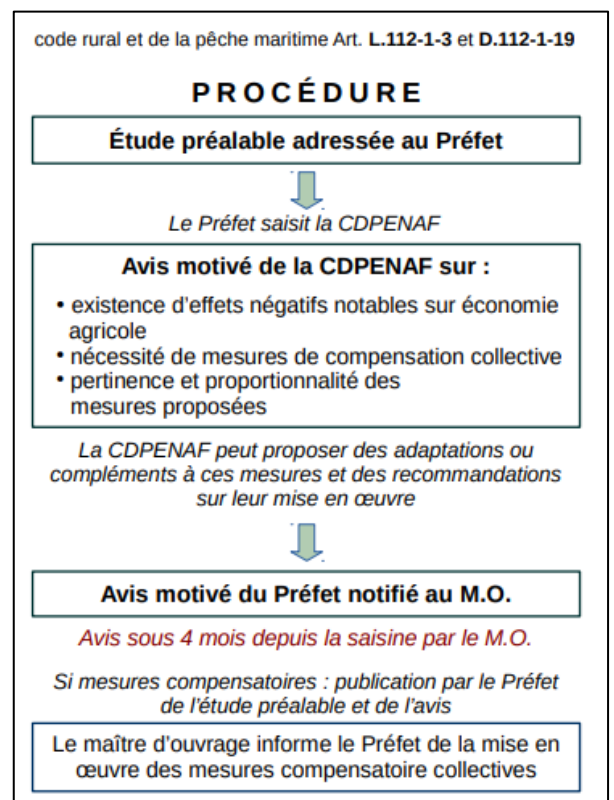 code rural et de la pêche maritime Art. L.112-1-3 et D.112-1-19
PROCÉDURE
Étude préalable adressée au Préfet
Le Préfet saisit la CDPENAF
Avis motivé de la CDPENAF sur :
• existence d'effets négatifs notables sur économie
agricole
• nécessité de mesures de compensation collective
• pertinence et proportionnalité des
mesures proposées
La CDPENAF peut proposer des adaptations ou
compléments à ces mesures et des recommandations
sur leur mise en œuvre
Avis motivé du Préfet notifié au M.O.
Avis sous 4 mois depuis la saisine par le M.O.
Si mesures compensatoires : publication par le Préfet
de l'étude préalable et de l'avis
Le maître d'ouvrage informe le Préfet de la mise en
œuvre des mesures compensatoire collectives